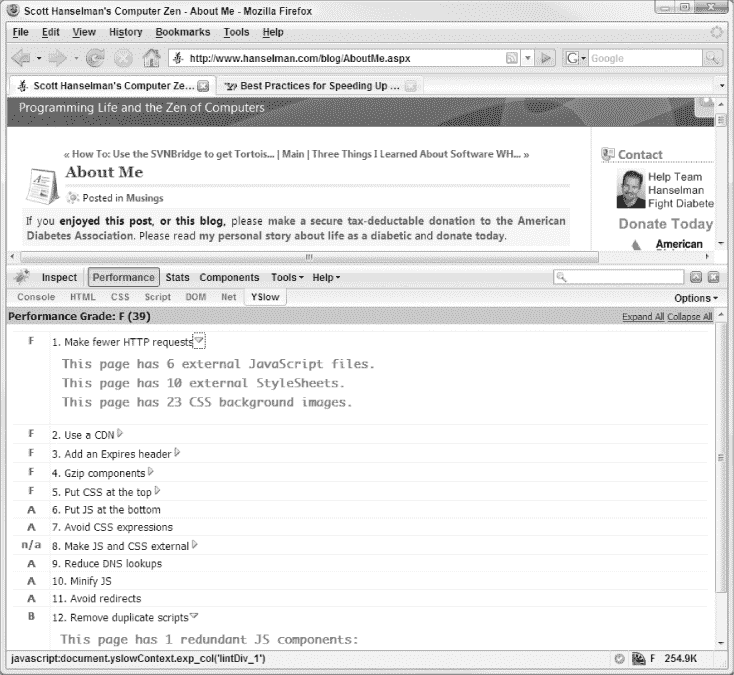 Scott Hanselman's Computer Zen - About Me - Mozilla Firefox
File Edit View History Bookmarks Tools Help
http://www.hanselman.com/blog/AboutMe.aspx
G Google
Scott Hanselman's Computer Ze...
Best Practices for Speeding Up ...
Programming Life and the Zen of Computers
« How To: Use the SVNBridge to get Tortois... | Main | Three Things I Learned About Software WH... »
About Me
Posted in Musings
If you enjoyed this post, or this blog, please make a secure tax-deductable donation to the American
Diabetes Association. Please read my personal story about life as a diabetic and donate today.
Contact
Help Team
Hanselman
Fight Diabete
Donate Today
American
Inspect Performance Stats Components Tools Help
Console HTML CSS Script DOM Net YSlow Options
Performance Grade: F (39) Expand All Collapse All
F 1. Make fewer HTTP requests
This page has 6 external JavaScript files.
This page has 10 external StyleSheets.
This page has 23 CSS background images.
F 2. Use a CDN
F 3. Add an Expires header
F 4. Gzip components
F 5. Put CSS at the top
A 6. Put JS at the bottom
A 7. Avoid CSS expressions
n/a 8. Make JS and CSS external
A 9. Reduce DNS lookups
A 10. Minify JS
A 11. Avoid redirects
B 12. Remove duplicate scripts
This page has 1 redundant JS components:
javascript:document.yslowContext.exp_col('lintDiv_1') F 254.9K